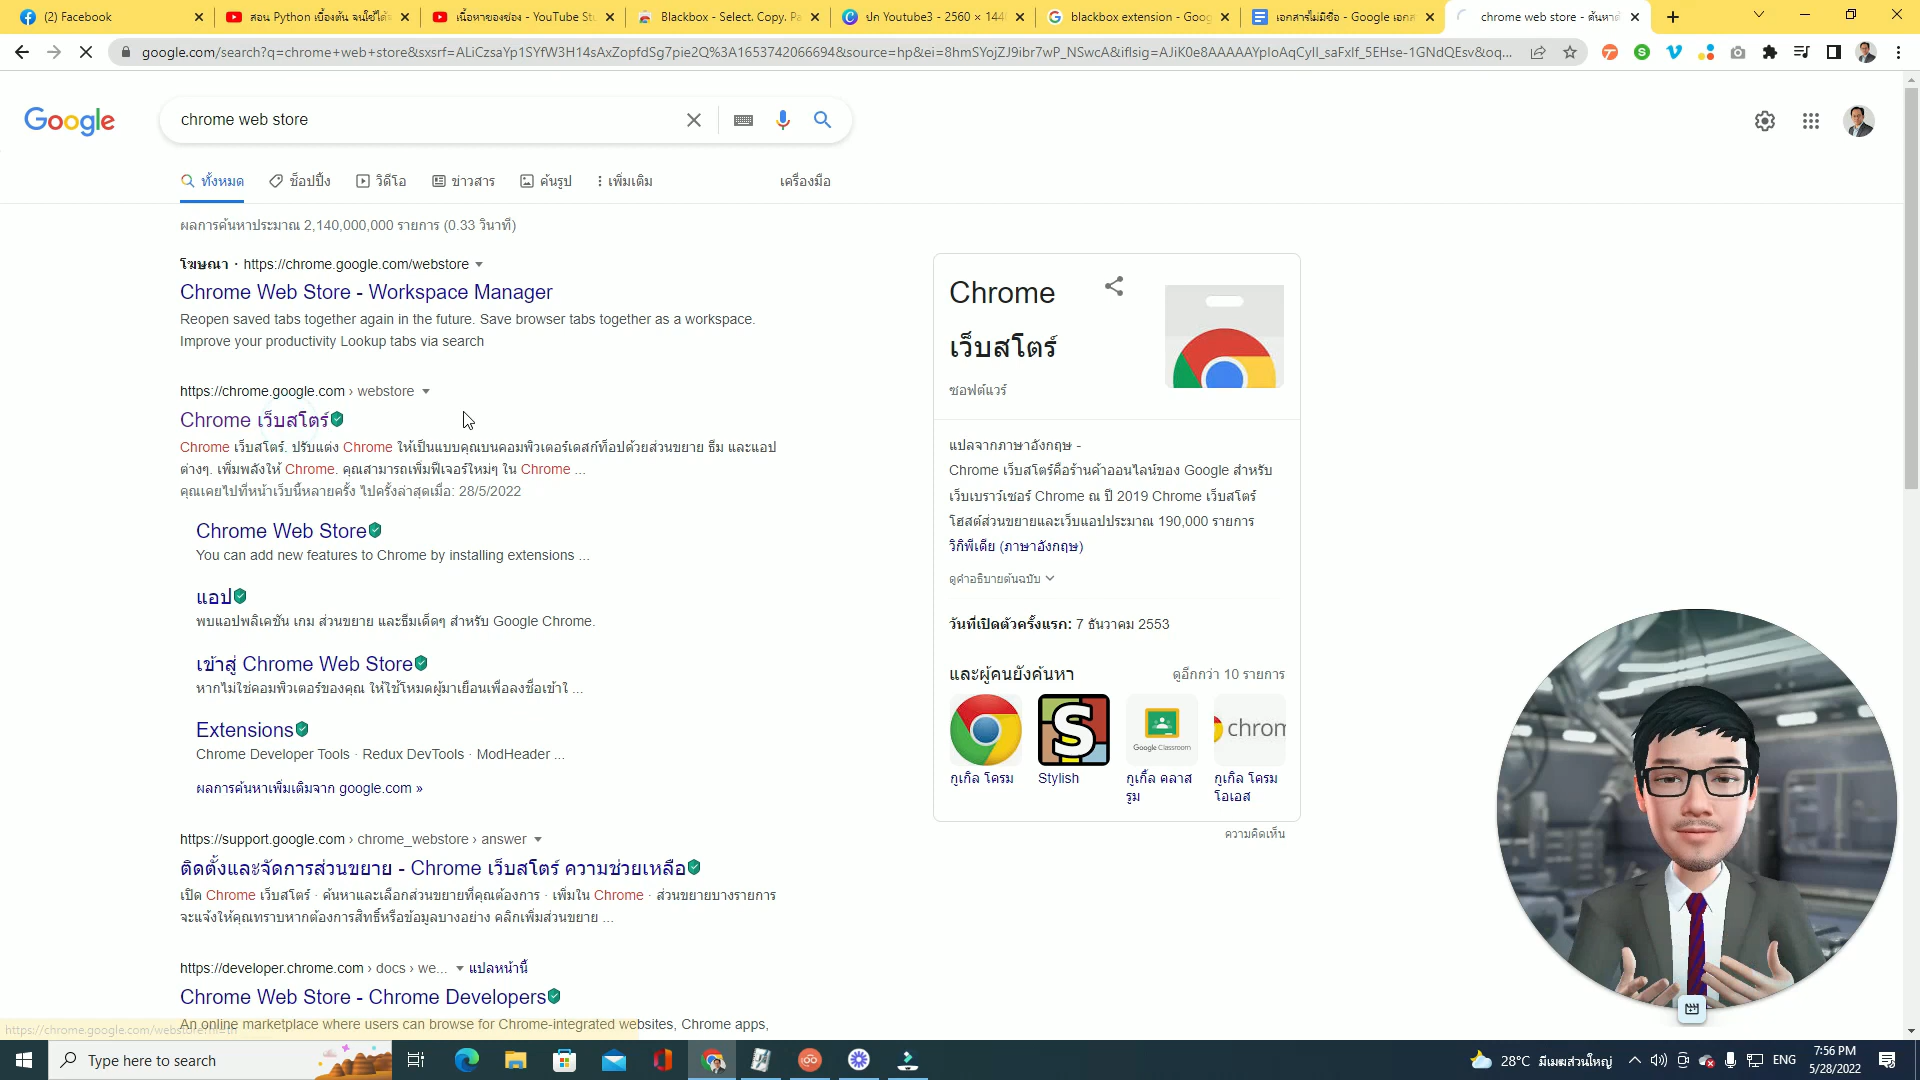 (2) Facebook
สอน Python เบื้องต้น จนใช้ได้
เนื้อหาของช่อง - YouTube St
Blackbox - Select. Copy. Pa
ปก Youtube3 - 2560 × 144
blackbox extension - Goog
เอกสารไม่มีชื่อ - Google เอกส
chrome web store - ค้นหาด้
google.com/search?q=chrome+web+store&sxsrf=ALiCzsaYp1SYfW3H14sAxZopfdSg7pie2Q%3A1653742066694&source=hp&ei=8hmSYojZJ9ibr7wP_NSwcA&iflsig=AJiK0e8AAAAAYpIoAqCyIl_saFxIf_5EHse-1GNdQEsv&oq...
Google
chrome web store
ทั้งหมด
ช็อปปิ้ง
วิดีโอ
ข่าวสาร
ค้นรูป
เพิ่มเติม
เครื่องมือ
ผลการค้นหาประมาณ 2,140,000,000 รายการ (0.33 วินาที)
โฆษณา · https://chrome.google.com/webstore
Chrome Web Store - Workspace Manager
Reopen saved tabs together again in the future. Save browser tabs together as a workspace.
Improve your productivity Lookup tabs via search
https://chrome.google.com › webstore
Chrome เว็บสโตร์
Chrome เว็บสโตร์. ปรับแต่ง Chrome ให้เป็นแบบคุณบนคอมพิวเตอร์เดสก์ท็อปด้วยส่วนขยาย ธีม และแอป
ต่างๆ. เพิ่มพลังให้ Chrome. คุณสามารถเพิ่มฟีเจอร์ใหม่ๆ ใน Chrome ...
คุณเคยไปที่หน้าเว็บนี้หลายครั้ง ไปครั้งล่าสุดเมื่อ: 28/5/2022
Chrome Web Store
You can add new features to Chrome by installing extensions ...
แอป
พบแอปพลิเคชัน เกม ส่วนขยาย และธีมเด็ดๆ สำหรับ Google Chrome.
เข้าสู่ Chrome Web Store
หากไม่ใช่คอมพิวเตอร์ของคุณ ให้ใช้โหมดผู้มาเยือนเพื่อลงชื่อเข้าใ ...
Extensions
Chrome Developer Tools · Redux DevTools · ModHeader ...
ผลการค้นหาเพิ่มเติมจาก google.com »
https://support.google.com › chrome_webstore › answer
ติดตั้งและจัดการส่วนขยาย - Chrome เว็บสโตร์ ความช่วยเหลือ
เปิด Chrome เว็บสโตร์ · ค้นหาและเลือกส่วนขยายที่คุณต้องการ · เพิ่มใน Chrome · ส่วนขยายบางรายการ
จะแจ้งให้คุณทราบหากต้องการสิทธิ์หรือข้อมูลบางอย่าง คลิกเพิ่มส่วนขยาย ...
https://developer.chrome.com › docs › we... แปลหน้านี้
Chrome Web Store - Chrome Developers
An online marketplace where users can browse for Chrome-integrated websites, Chrome apps,
https://chrome.google.com/webstore?hl=th
Chrome
เว็บสโตร์
ซอฟต์แวร์
แปลจากภาษาอังกฤษ -
Chrome เว็บสโตร์คือร้านค้าออนไลน์ของ Google สำหรับ
เว็บเบราว์เซอร์ Chrome ณ ปี 2019 Chrome เว็บสโตร์
โฮสต์ส่วนขยายและเว็บแอปประมาณ 190,000 รายการ
วิกิพีเดีย (ภาษาอังกฤษ)
ดูคำอธิบายต้นฉบับ
วันที่เปิดตัวครั้งแรก: 7 ธันวาคม 2553
และผู้คนยังค้นหา
ดูอีกกว่า 10 รายการ
S
Google Classroom
chrom
กูเกิล โครม
Stylish
กูเกิ้ล คลาส
รูม
กูเกิล โครม
โอเอส
ความคิดเห็น
Type here to search
28°C มีเมฆส่วนใหญ่
ENG
7:56 PM
5/28/2022